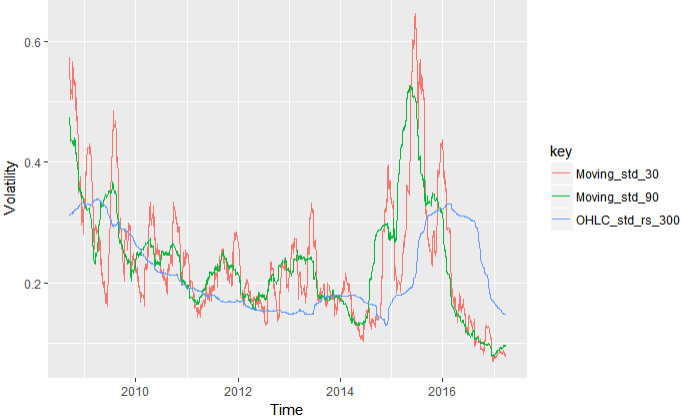 0.6
0.4
0.2
Volatility
2010 2012 2014 2016
Time
key
Moving_std_30
Moving_std_90
OHLC_std_rs_300